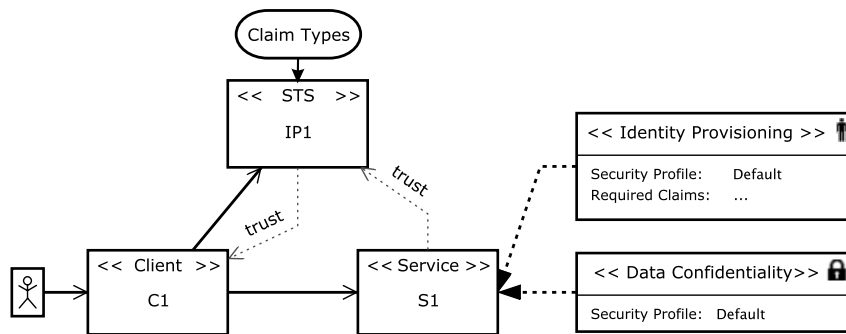 Claim Types
<< STS >>
IP1
<< Identity Provisioning >>
Security Profile: Default
Required Claims: ...
trust
trust
<< Client >>
C1
<< Service >>
S1
<< Data Confidentiality>>
Security Profile: Default